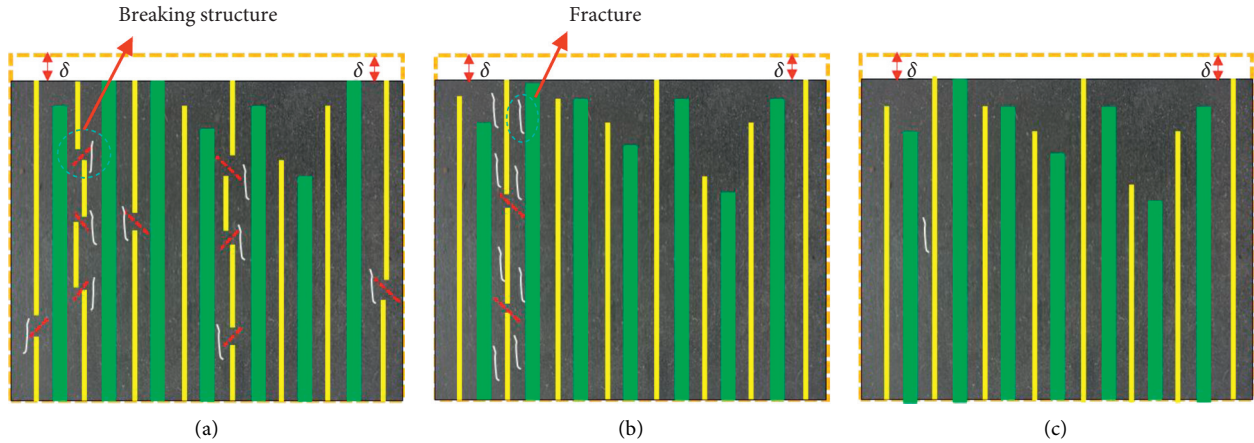 Breaking structure
Fracture
δ δ δ δ δ δ
(a) (b) (c)